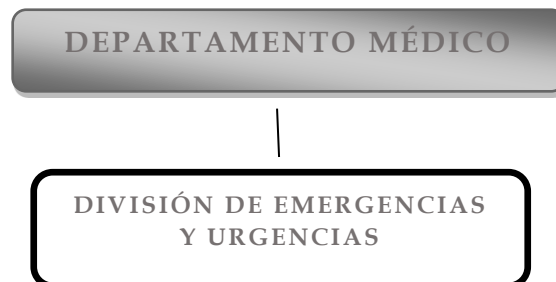 DEPARTAMENTO MÉDICO
DIVISIÓN DE EMERGENCIAS
Y URGENCIAS